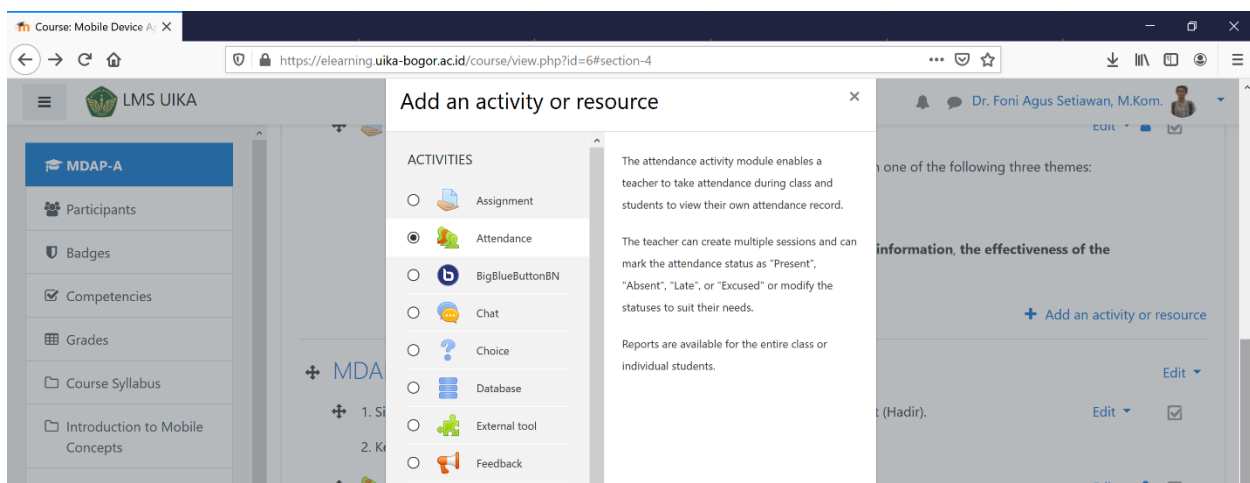 Course: Mobile Device A
https://elearning.uika-bogor.ac.id/course/view.php?id=6#section-4
LMS UIKA
Add an activity or resource
Dr. Foni Agus Setiawan, M.Kom.
Edit
MDAP-A
Participants
Badges
Competencies
Grades
Course Syllabus
Introduction to Mobile
Concepts
ACTIVITIES
Assignment
Attendance
BigBlueButtonBN
Chat
Choice
Database
External tool
Feedback
The attendance activity module enables a
teacher to take attendance during class and
students to view their own attendance record.
The teacher can create multiple sessions and can
mark the attendance status as "Present",
"Absent", "Late", or "Excused" or modify the
statuses to suit their needs.
Reports are available for the entire class or
individual students.
one of the following three themes:
information, the effectiveness of the
Add an activity or resource
MDA
Edit
1. Si
(Hadir).
Edit
2. Ke